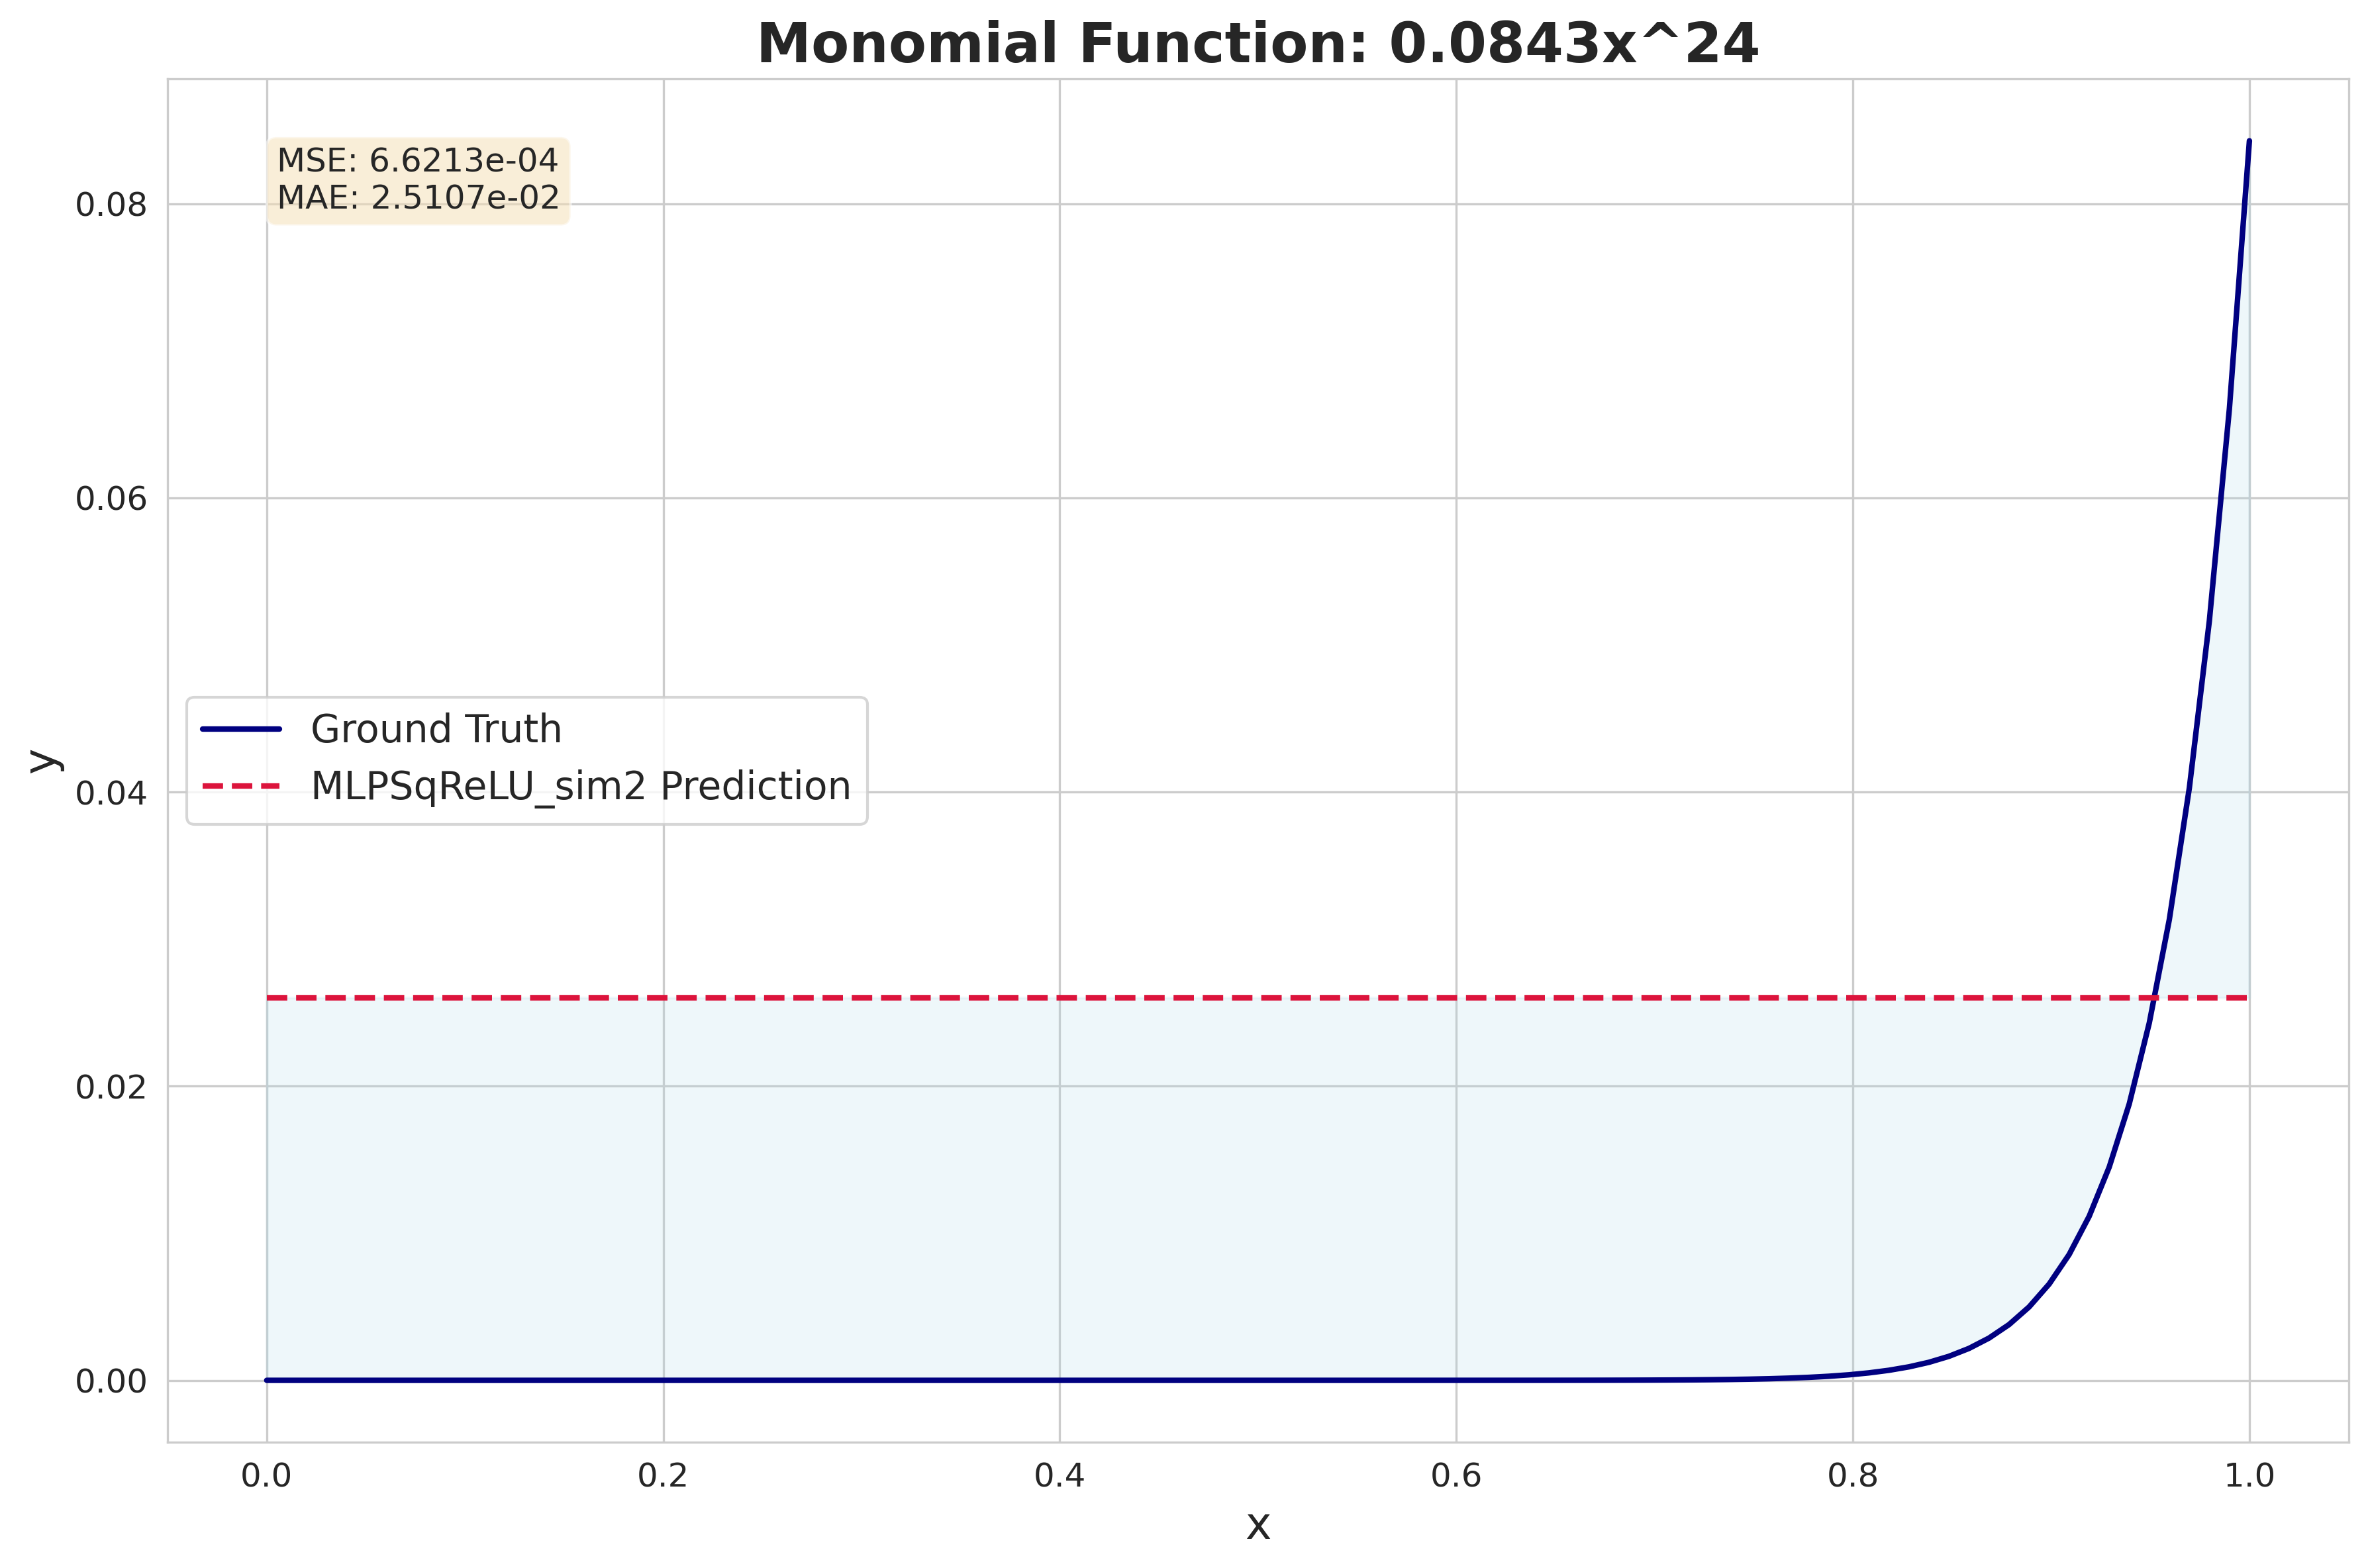 Monomial Function: 0.0843x^24
MSE: 6.6213e-04
MAE: 2.5107e-02
0.08
0.06
0.04
0.02
0.00
y
Ground Truth
MLPSqReLU_sim2 Prediction
0.0 0.2 0.4 0.6 0.8 1.0
x